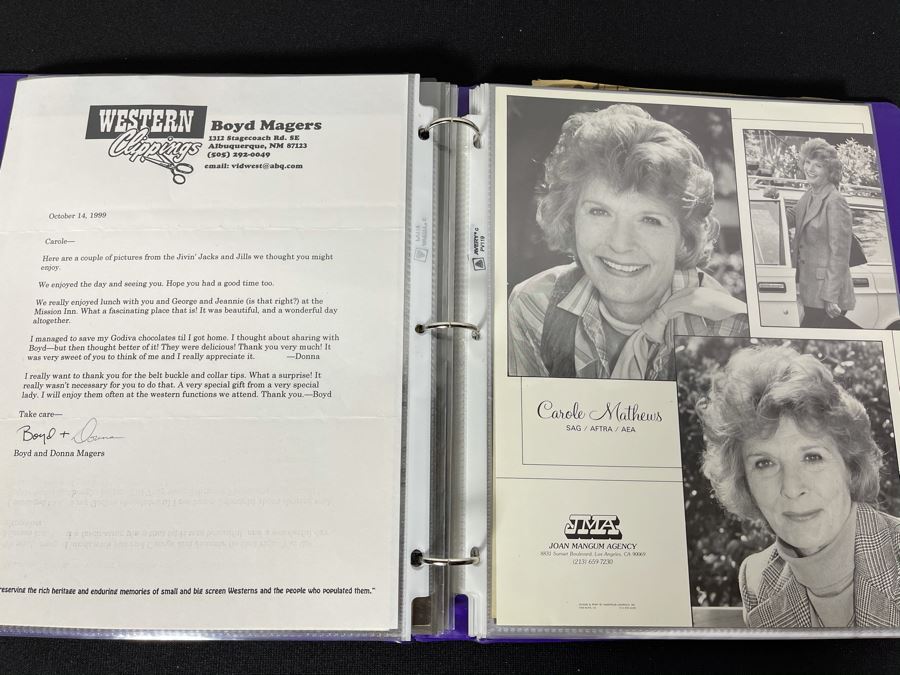 WESTERN
Clippings
Boyd Magers
1312 Stagecoach Rd. SE
Albuquerque, NM 87123
(505) 292-0049
email: vidwest@abq.com
October 14, 1999
Carole—
Here are a couple of pictures from the Jivin' Jacks and Jills we thought you might
enjoy.
We enjoyed the day and seeing you. Hope you had a good time too.
We really enjoyed lunch with you and George and Jeannie (is that right?) at the
Mission Inn. What a fascinating place that is! It was beautiful, and a wonderful day
altogether.
I managed to save my Godiva chocolates til I got home. I thought about sharing with
Boyd—but then thought better of it! They were delicious! Thank you very much! It
was very sweet of you to think of me and I really appreciate it. —Donna
I really want to thank you for the belt buckle and collar tips. What a surprise! It
really wasn't necessary for you to do that. A very special gift from a very special
lady. I will enjoy them often at the western functions we attend. Thank you.—Boyd
Take care—
Boyd + Donna
Boyd and Donna Magers
reserving the rich heritage and enduring memories of small and big screen Westerns and the people who populated them."
AVERY
PV119
Carole Mathews
SAG / AFTRA / AEA
JMA
JOAN MANGUM AGENCY
8831 Sunset Boulevard, Los Angeles, CA 90069
(213) 659-7230